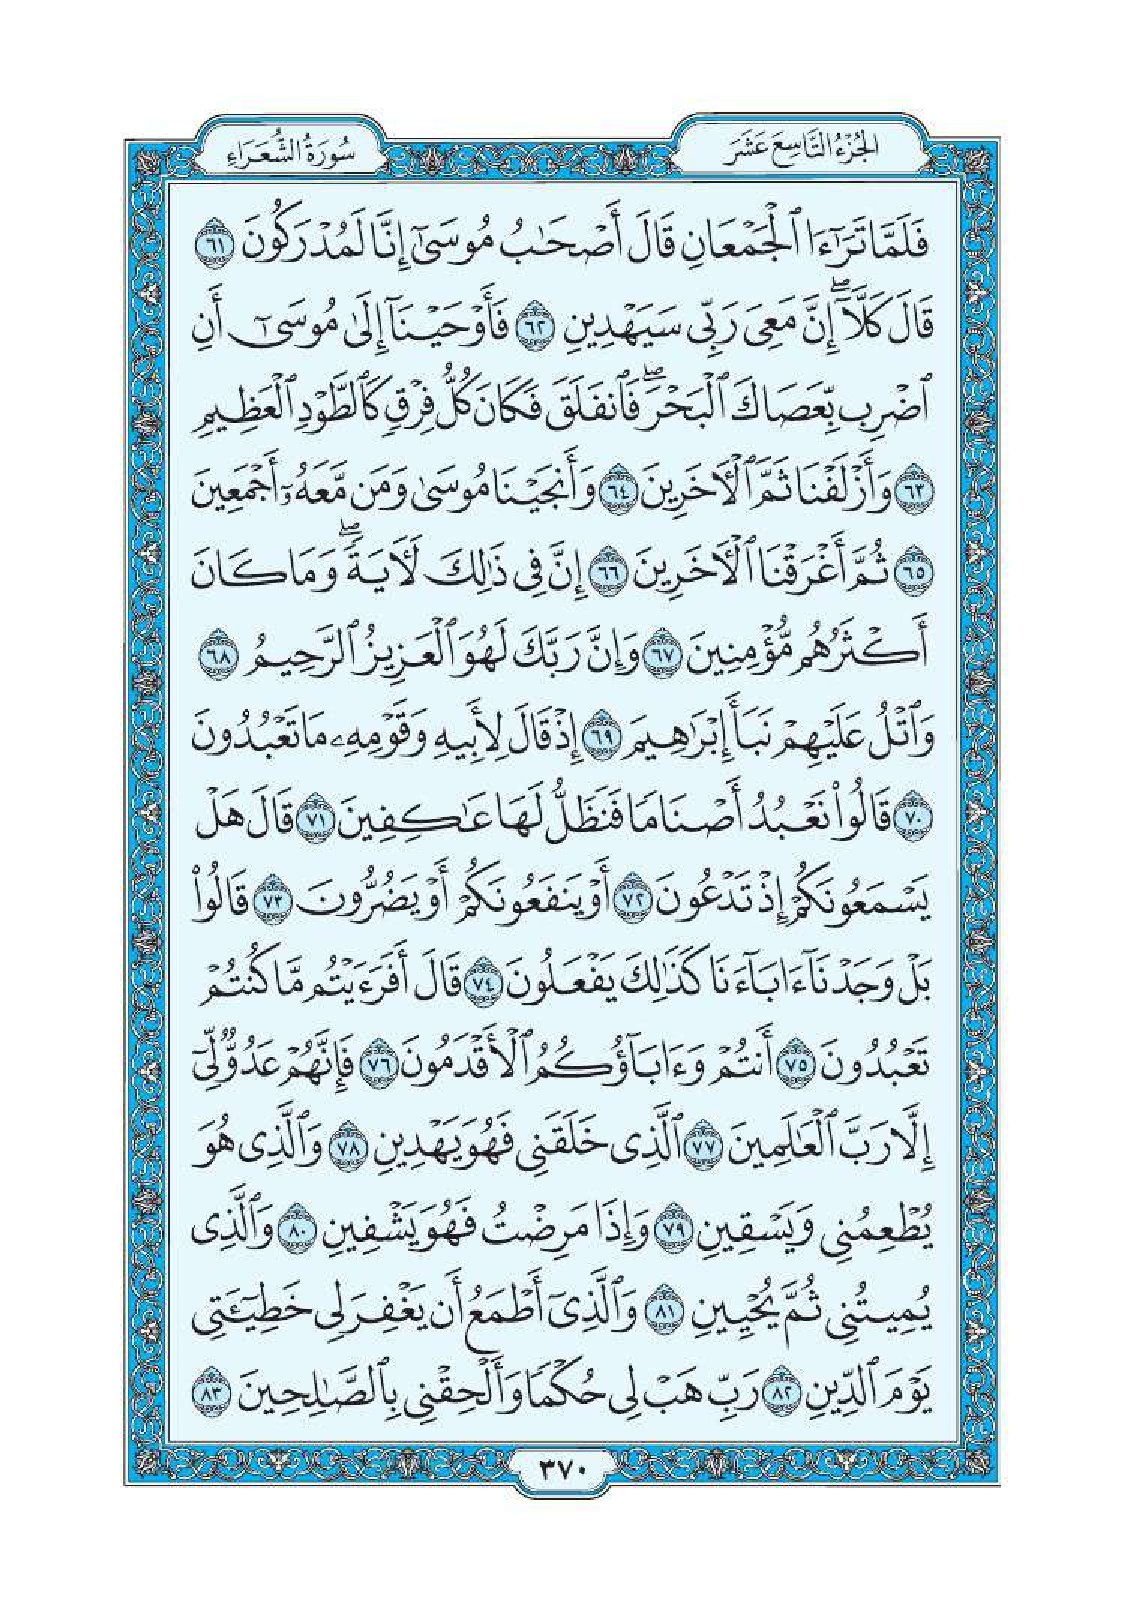 الجُزْءُ التَّاسِعَ عَشَرَ
سُورَةُ الشُّعَرَاءِ
فَلَمَّا تَرَٰٓءَا ٱلۡجَمۡعَانِ قَالَ أَصۡحَٰبُ مُوسَىٰٓ إِنَّا لَمُدۡرَكُونَ ٦١
قَالَ كَلَّآۖ إِنَّ مَعِيَ رَبِّي سَيَهۡدِينِ ٦٢ فَأَوۡحَيۡنَآ إِلَىٰ مُوسَىٰٓ أَنِ
ٱضۡرِب بِّعَصَاكَ ٱلۡبَحۡرَۖ فَٱنفَلَقَ فَكَانَ كُلُّ فِرۡقٖ كَٱلطَّوۡدِ ٱلۡعَظِيمِ
٦٣ وَأَزۡلَفۡنَا ثَمَّ ٱلۡأٓخَرِينَ ٦٤ وَأَنجَيۡنَا مُوسَىٰ وَمَن مَّعَهُۥٓ أَجۡمَعِينَ
٦٥ ثُمَّ أَغۡرَقۡنَا ٱلۡأٓخَرِينَ ٦٦ إِنَّ فِي ذَٰلِكَ لَأٓيَةٗۖ وَمَا كَانَ
أَكۡثَرُهُم مُّؤۡمِنِينَ ٦٧ وَإِنَّ رَبَّكَ لَهُوَ ٱلۡعَزِيزُ ٱلرَّحِيمُ ٦٨
وَٱتۡلُ عَلَيۡهِمۡ نَبَأَ إِبۡرَٰهِيمَ ٦٩ إِذۡ قَالَ لِأَبِيهِ وَقَوۡمِهِۦ مَا تَعۡبُدُونَ
٧٠ قَالُواْ نَعۡبُدُ أَصۡنَامٗا فَنَظَلُّ لَهَا عَٰكِفِينَ ٧١ قَالَ هَلۡ
يَسۡمَعُونَكُمۡ إِذۡ تَدۡعُونَ ٧٢ أَوۡ يَنفَعُونَكُمۡ أَوۡ يَضُرُّونَ ٧٣ قَالُواْ
بَلۡ وَجَدۡنَآ ءَابَآءَنَا كَذَٰلِكَ يَفۡعَلُونَ ٧٤ قَالَ أَفَرَءَيۡتُم مَّا كُنتُمۡ
تَعۡبُدُونَ ٧٥ أَنتُمۡ وَءَابَآؤُكُمُ ٱلۡأَقۡدَمُونَ ٧٦ فَإِنَّهُمۡ عَدُوّٞ لِّيٓ
إِلَّا رَبَّ ٱلۡعَٰلَمِينَ ٧٧ ٱلَّذِي خَلَقَنِي فَهُوَ يَهۡدِينِ ٧٨ وَٱلَّذِي هُوَ
يُطۡعِمُنِي وَيَسۡقِينِ ٧٩ وَإِذَا مَرِضۡتُ فَهُوَ يَشۡفِينِ ٨٠ وَٱلَّذِي
يُمِيتُنِي ثُمَّ يُحۡيِينِ ٨١ وَٱلَّذِيٓ أَطۡمَعُ أَن يَغۡفِرَ لِي خَطِيٓـَٔتِي
يَوۡمَ ٱلدِّينِ ٨٢ رَبِّ هَبۡ لِي حُكۡمٗا وَأَلۡحِقۡنِي بِٱلصَّٰلِحِينَ ٨٣
٣٧٠